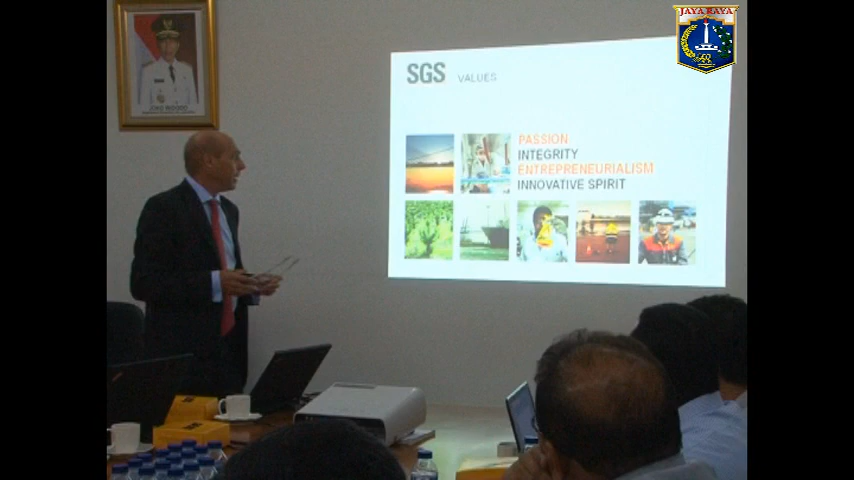 JAYA RAYA
SGS VALUES
PASSION
INTEGRITY
ENTREPRENEURIALISM
INNOVATIVE SPIRIT